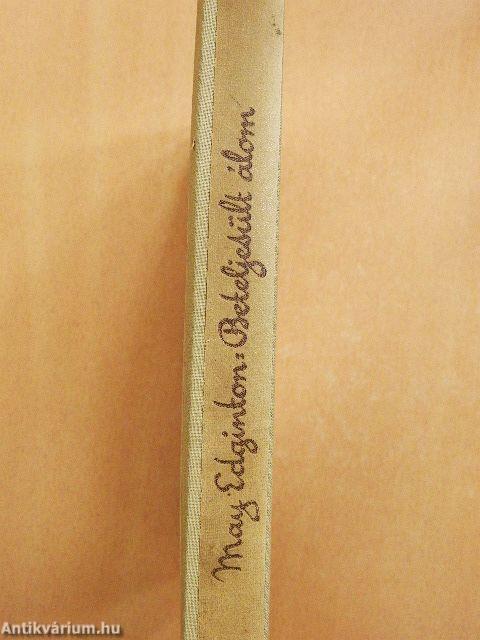 May Edginton: Beteljesült álom
Antikvárium.hu